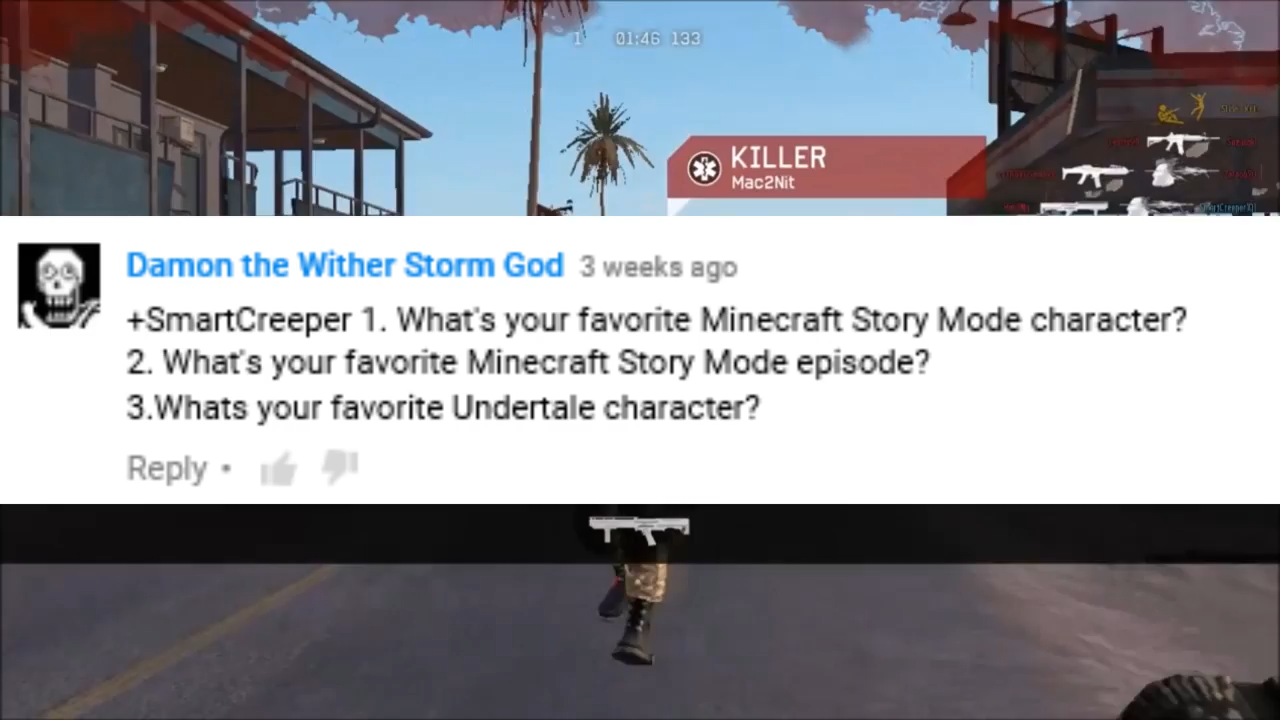 1 01:46 133
KILLER
Mac2Nit
SmartCreeper101
Damon the Wither Storm God 3 weeks ago
+SmartCreeper 1. What's your favorite Minecraft Story Mode character?
2. What's your favorite Minecraft Story Mode episode?
3.Whats your favorite Undertale character?
Reply •